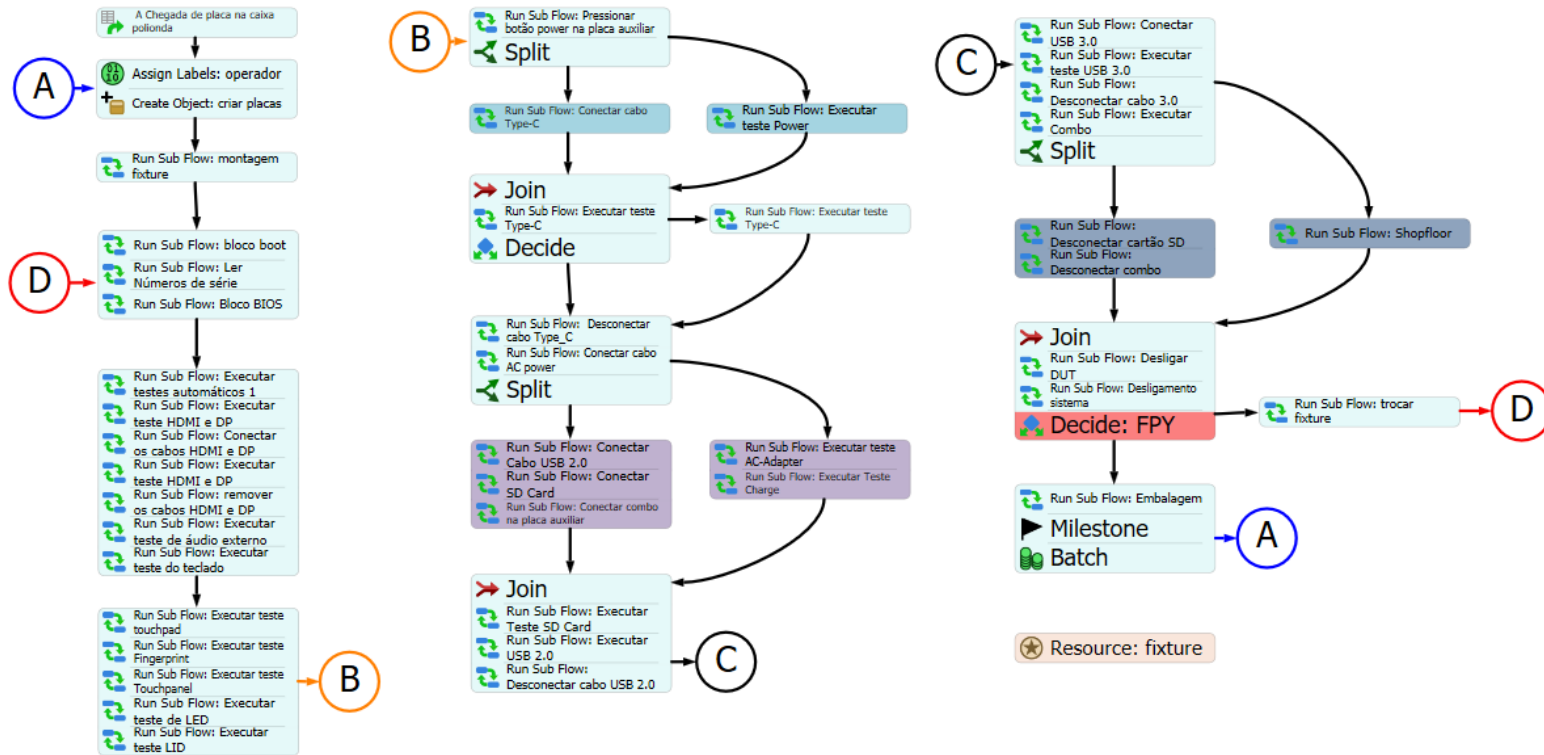 A Chegada de placa na caixa
polionda
A
Assign Labels: operador
Create Object: criar placas
Run Sub Flow: montagem
fixture
D
Run Sub Flow: bloco boot
Run Sub Flow: Ler
Números de série
Run Sub Flow: Bloco BIOS
Run Sub Flow: Executar
testes automáticos 1
Run Sub Flow: Executar
teste HDMI e DP
Run Sub Flow: Conectar
os cabos HDMI e DP
Run Sub Flow: Executar
teste HDMI e DP
Run Sub Flow: remover
os cabos HDMI e DP
Run Sub Flow: Executar
teste de áudio externo
Run Sub Flow: Executar
teste do teclado
Run Sub Flow: Executar teste
touchpad
Run Sub Flow: Executar teste
Fingerprint
Run Sub Flow: Executar teste
Touchpanel
Run Sub Flow: Executar
teste de LED
Run Sub Flow: Executar
teste LID
B
B
Run Sub Flow: Pressionar
botão power na placa auxiliar
Split
Run Sub Flow: Conectar cabo
Type-C
Run Sub Flow: Executar
teste Power
Join
Run Sub Flow: Executar teste
Type-C
Decide
Run Sub Flow: Executar teste
Type-C
Run Sub Flow: Desconectar
cabo Type_C
Run Sub Flow: Conectar cabo
AC power
Split
Run Sub Flow: Conectar
Cabo USB 2.0
Run Sub Flow: Conectar
SD Card
Run Sub Flow: Conectar combo
na placa auxiliar
Run Sub Flow: Executar teste
AC-Adapter
Run Sub Flow: Executar Teste
Charge
Join
Run Sub Flow: Executar
Teste SD Card
Run Sub Flow: Executar
USB 2.0
Run Sub Flow:
Desconectar cabo USB 2.0
C
C
Run Sub Flow: Conectar
USB 3.0
Run Sub Flow: Executar
teste USB 3.0
Run Sub Flow:
Desconectar cabo 3.0
Run Sub Flow: Executar
Combo
Split
Run Sub Flow:
Desconectar cartão SD
Run Sub Flow:
Desconectar combo
Run Sub Flow: Shopfloor
Join
Run Sub Flow: Desligar
DUT
Run Sub Flow: Desligamento
sistema
Decide: FPY
Run Sub Flow: trocar
fixture
D
Run Sub Flow: Embalagem
Milestone
Batch
A
Resource: fixture